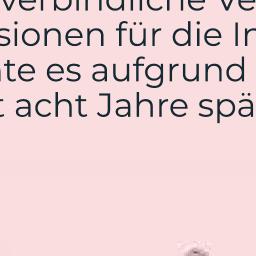 verbindliche Ve
sionen für die In
te es aufgrund
t acht Jahre spä